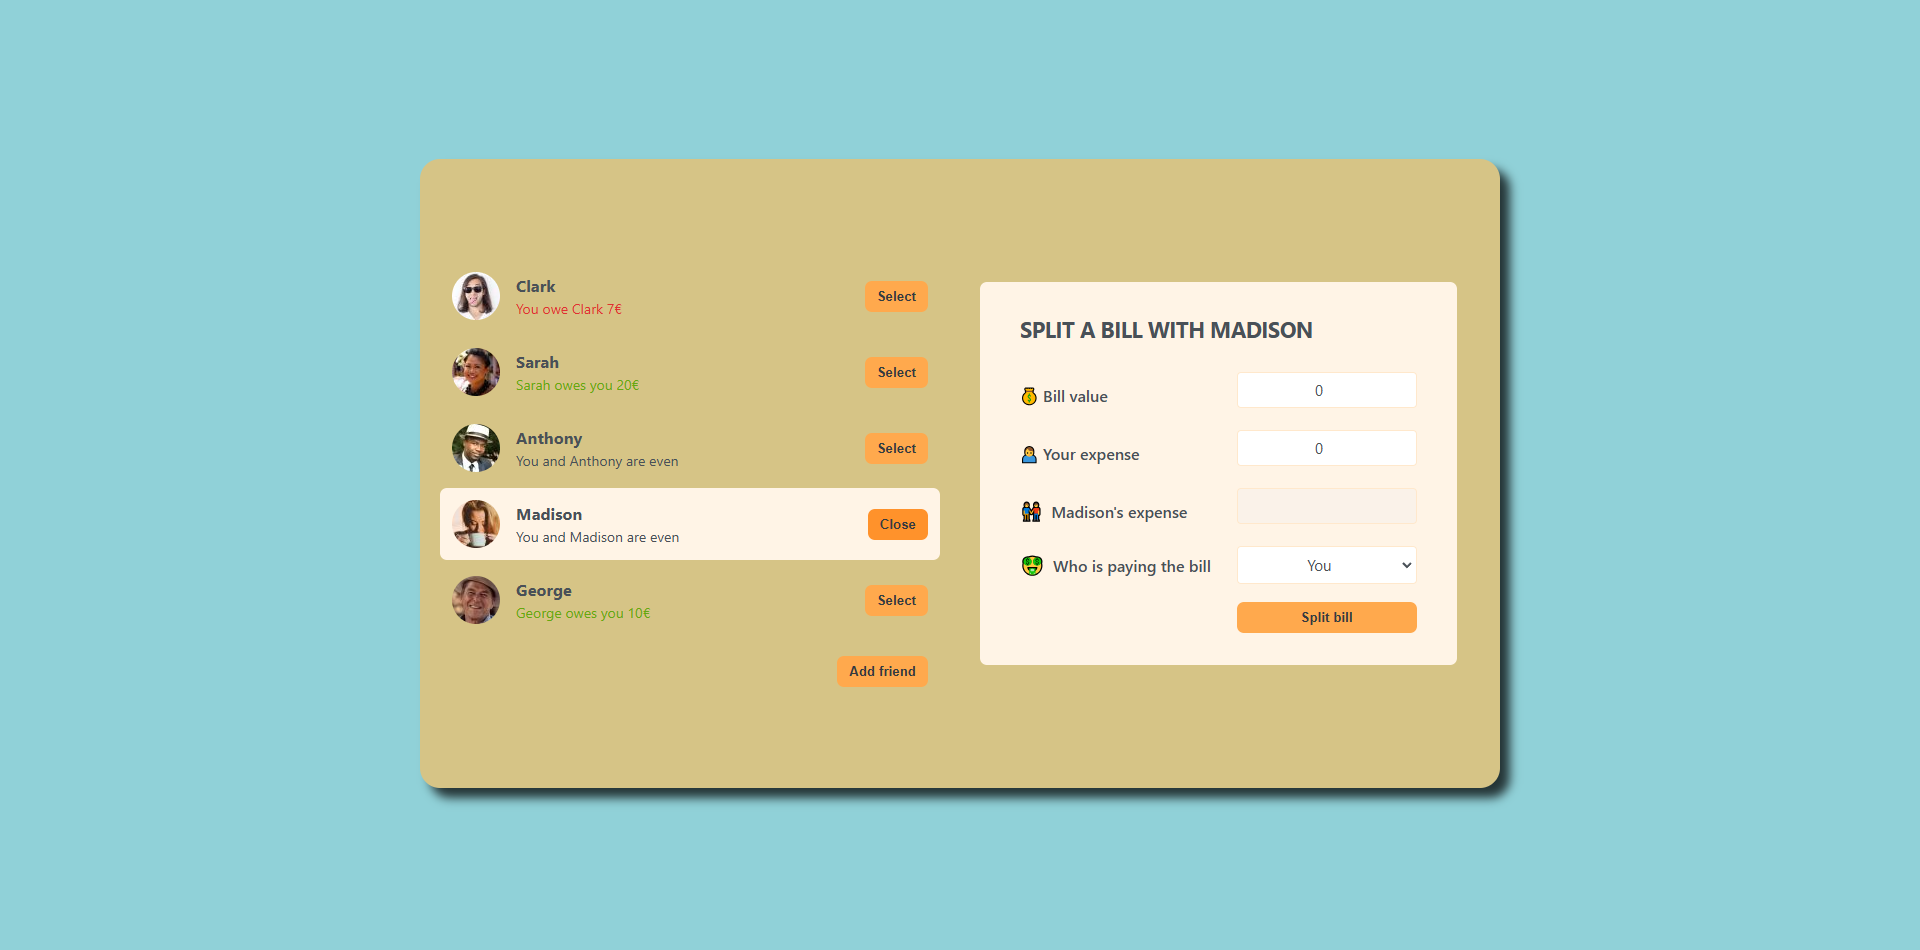 Clark
You owe Clark 7€
Select
Sarah
Sarah owes you 20€
Select
Anthony
You and Anthony are even
Select
Madison
You and Madison are even
Close
George
George owes you 10€
Select
Add friend
SPLIT A BILL WITH MADISON
Bill value
0
Your expense
0
Madison's expense
Who is paying the bill
You
Split bill